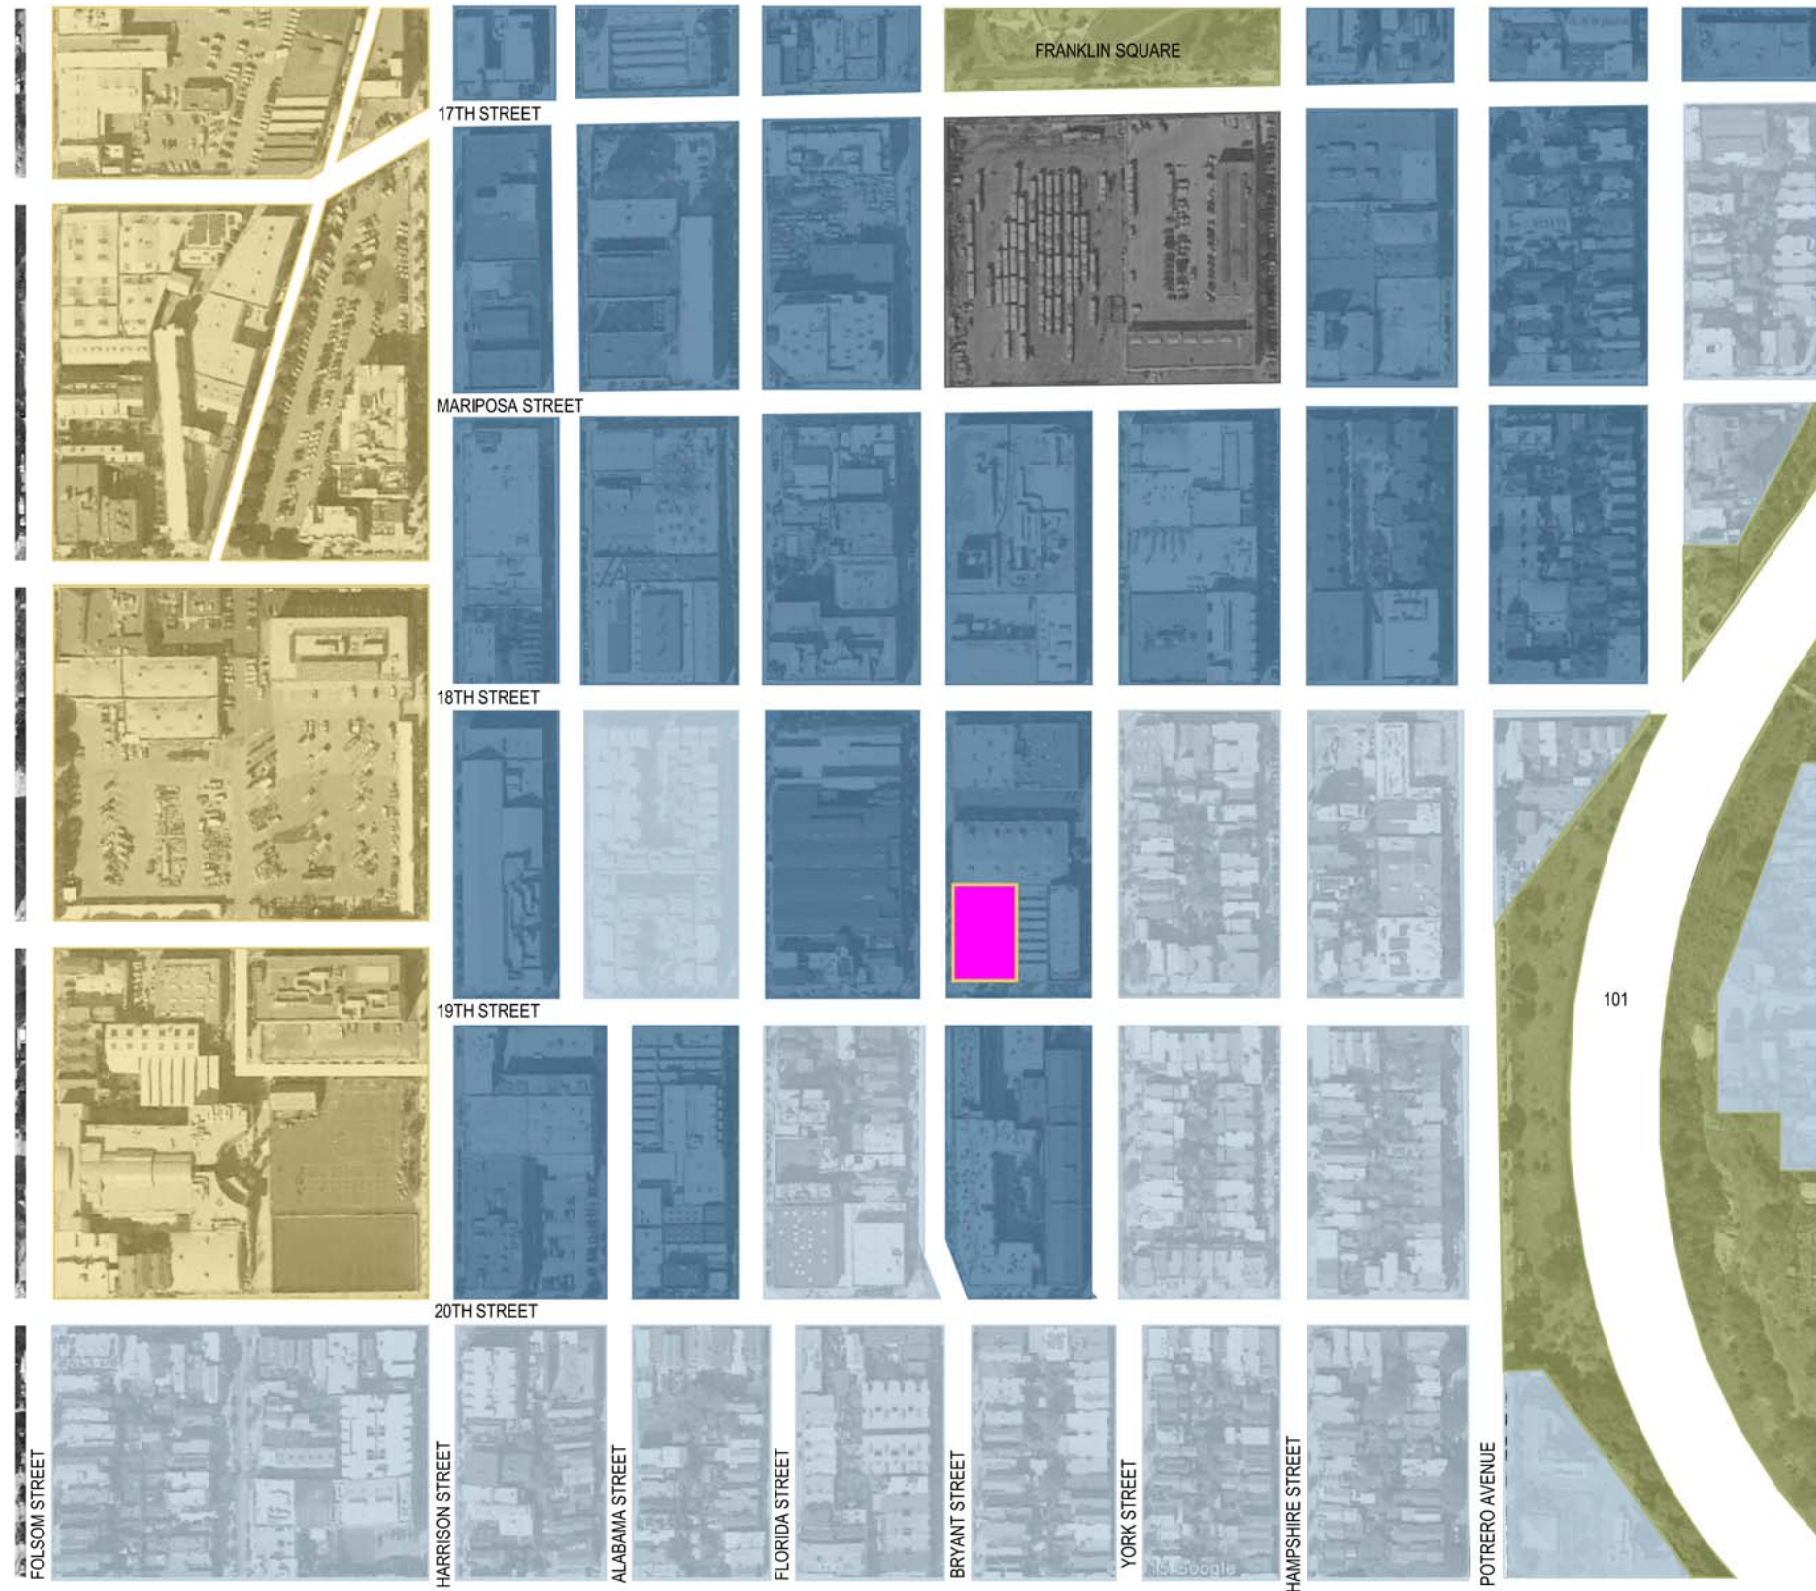 FRANKLIN SQUARE
17TH STREET
MARIPOSA STREET
18TH STREET
19TH STREET
101
20TH STREET
FOLSOM STREET
HARRISON STREET
ALABAMA STREET
FLORIDA STREET
BRYANT STREET
YORK STREET
HAMPSHIRE STREET
POTRERO AVENUE
Google